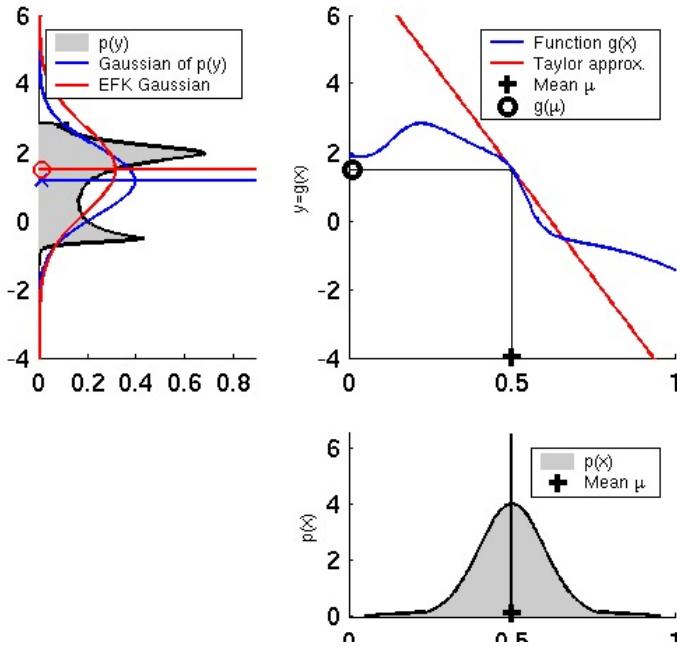 6
4
2
0
-2
-4
0 0.2 0.4 0.6 0.8
p(y)
Gaussian of p(y)
EFK Gaussian
6
4
2
0
-2
-4
y=g(x)
0 0.5 1
Function g(x)
Taylor approx.
Mean μ
g(μ)
6
4
2
0
p(x)
0 0.5 1
p(x)
Mean μ